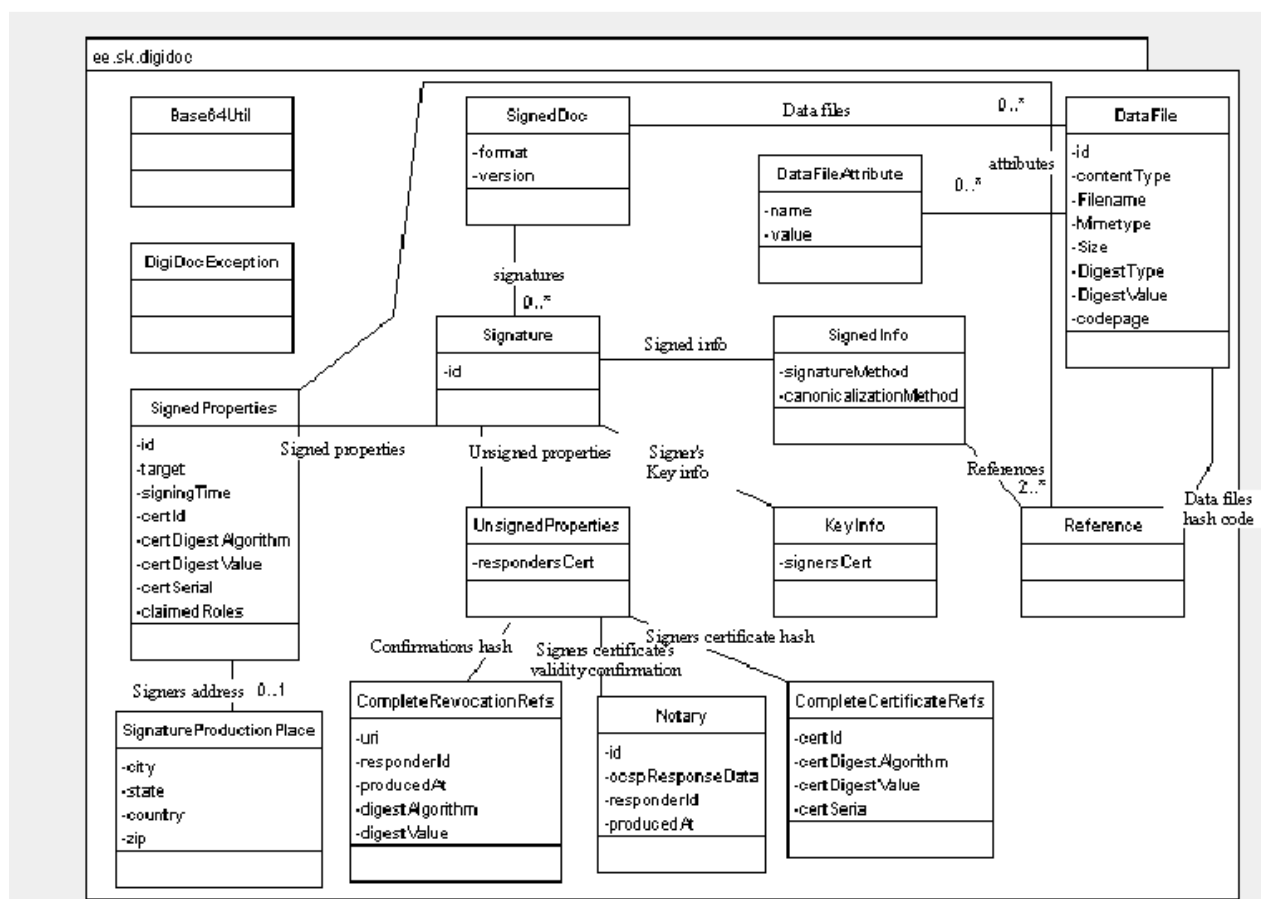 ee.sk.digidoc
Base64Util
SignedDoc
-format
-version
Data files
0..*
DataFile
-id
-contentType
-Filename
-Mimetype
-Size
-DigestType
-DigestValue
-codepage
attributes
0..*
DataFileAttribute
-name
-value
DigiDocException
signatures
0..*
Signature
-id
Signed info
SignedInfo
-signatureMethod
-canonicalizationMethod
Signed Properties
-id
-target
-signingTime
-certId
-certDigestAlgorithm
-certDigestValue
-certSerial
-claimedRoles
Signed properties
Unsigned properties
Signer's
Key info
References
2..*
Data files
hash code
UnsignedProperties
-respondersCert
KeyInfo
-signersCert
Reference
Confirmations hash
Signers certificate's
validity confirmation
Signers certificate hash
Signers address
0..1
SignatureProductionPlace
-city
-state
-country
-zip
CompleteRevocationRefs
-uri
-responderId
-producedAt
-digestAlgorithm
-digestValue
Notary
-id
-ocspResponseData
-responderId
-producedAt
CompleteCertificateRefs
-certId
-certDigestAlgorithm
-certDigestValue
-certSeria